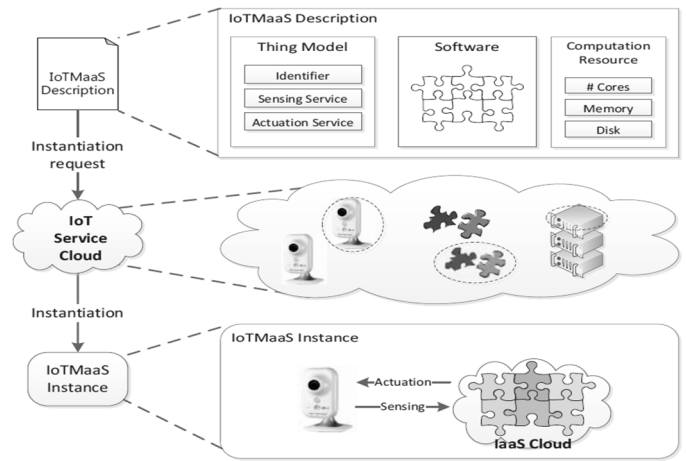 IoTMaaS Description
Thing Model
Identifier
Sensing Service
Actuation Service
Software
Computation
Resource
# Cores
Memory
Disk
IoTMaaS
Description
Instantiation
request
IoT
Service
Cloud
Instantiation
IoTMaaS
Instance
IoTMaaS Instance
Actuation
Sensing
IaaS Cloud